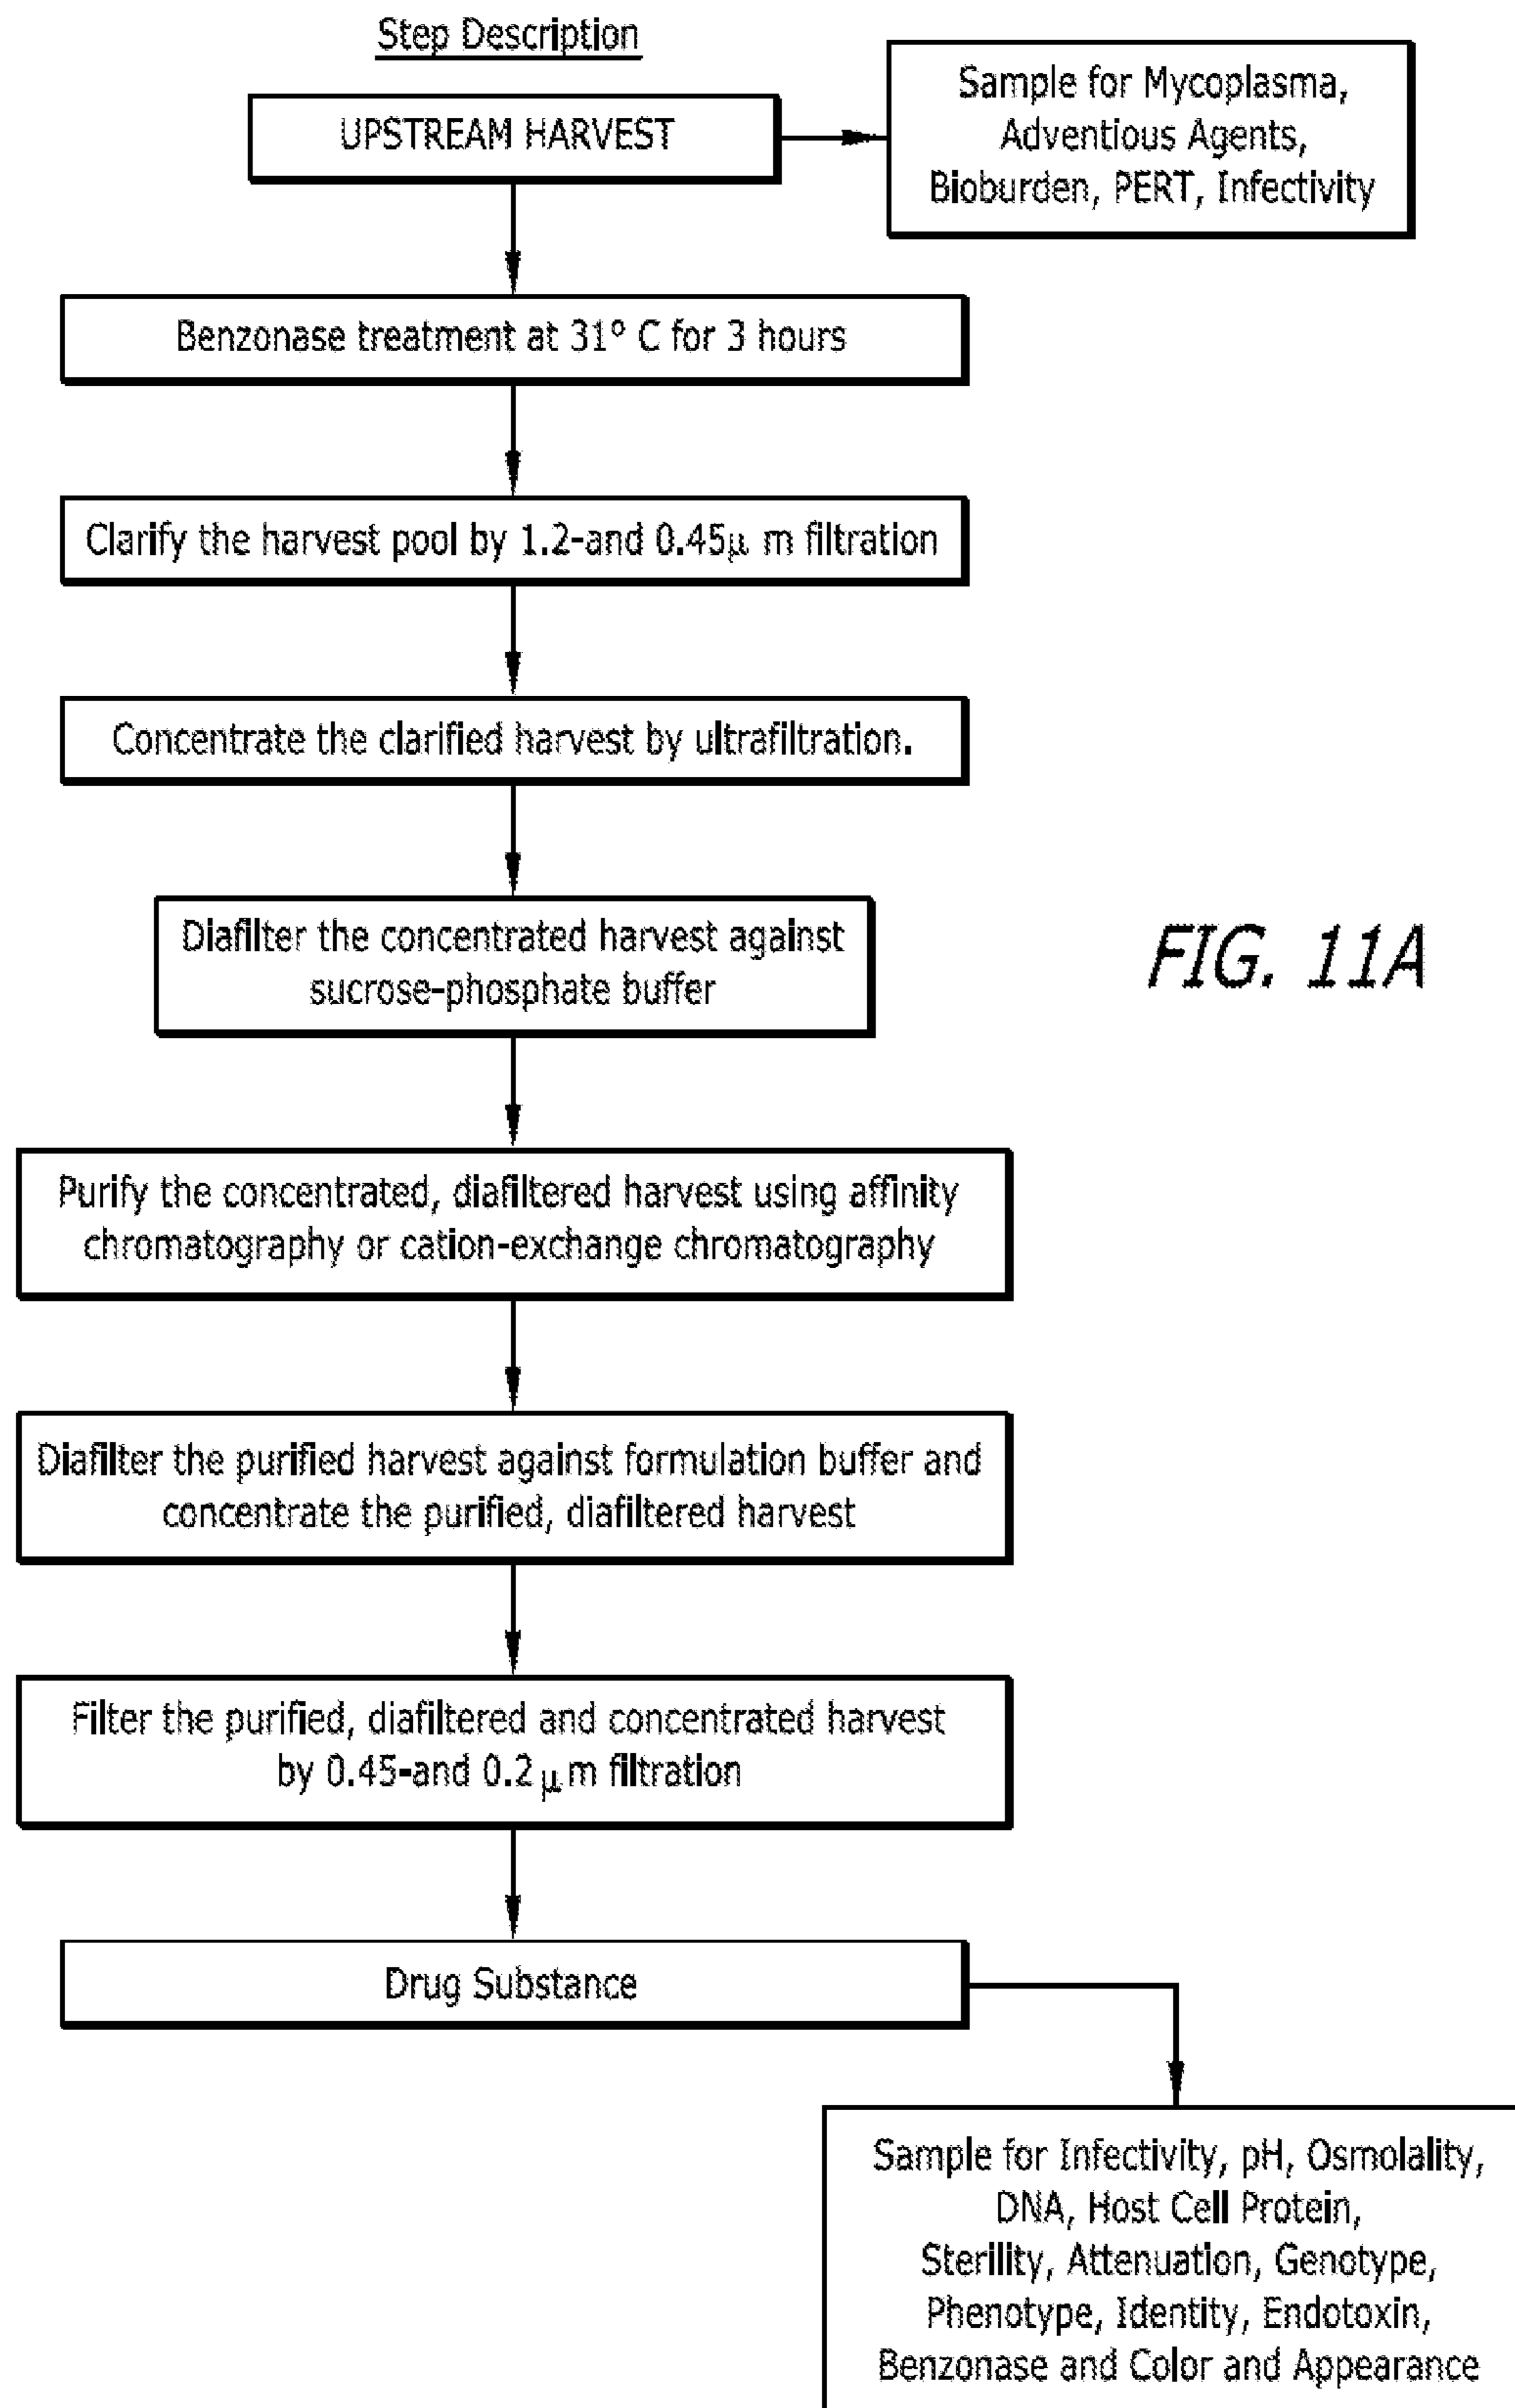 Step Description
UPSTREAM HARVEST
Sample for Mycoplasma,
Adventious Agents,
Bioburden, PERT, Infectivity
Benzonase treatment at 31° C for 3 hours
Clarify the harvest pool by 1.2-and 0.45μ m filtration
Concentrate the clarified harvest by ultrafiltration.
Diafilter the concentrated harvest against
sucrose-phosphate buffer
FIG. 11A
Purify the concentrated, diafiltered harvest using affinity
chromatography or cation-exchange chromatography
Diafilter the purified harvest against formulation buffer and
concentrate the purified, diafiltered harvest
Filter the purified, diafiltered and concentrated harvest
by 0.45-and 0.2 μm filtration
Drug Substance
Sample for Infectivity, pH, Osmolality,
DNA, Host Cell Protein,
Sterility, Attenuation, Genotype,
Phenotype, Identity, Endotoxin,
Benzonase and Color and Appearance